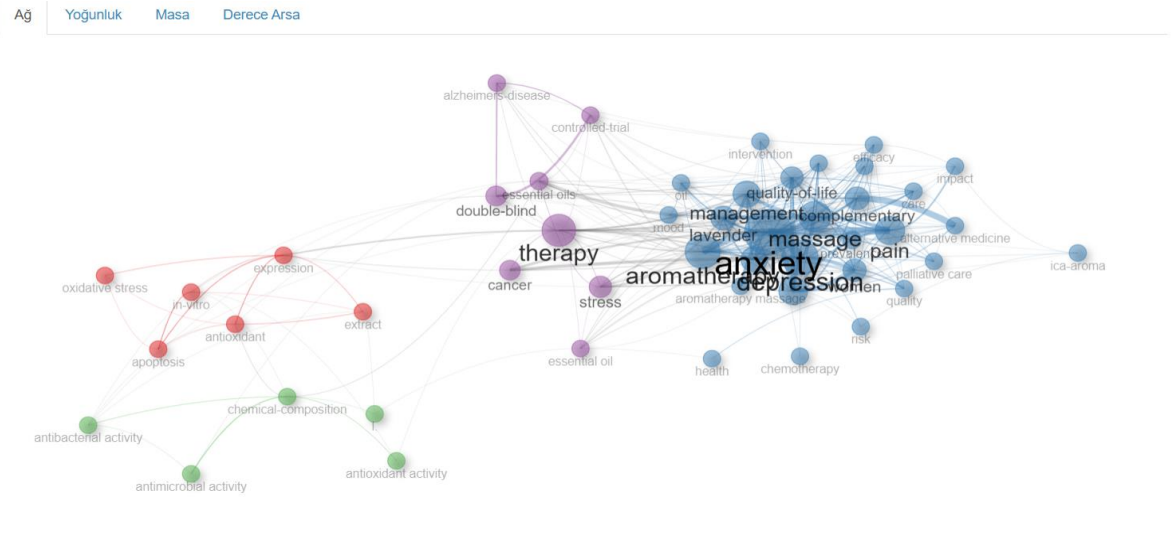 Ağ
Yoğunluk
Masa
Derece Arsa
alzheimers-disease
controlled-trial
intervention
efficacy
impact
essential oils
oil
quality-of-life
care
double-blind
management
complementary
mood
lavender
massage
alternative medicine
therapy
prevalence
pain
anxiety
expression
ica-aroma
oxidative stress
cancer
aromatherapy
depression
women
palliative care
in-vitro
stress
aromatherapy massage
quality
extract
antioxidant
risk
apoptosis
essential oil
health
chemotherapy
chemical-composition
l.
antibacterial activity
antioxidant activity
antimicrobial activity